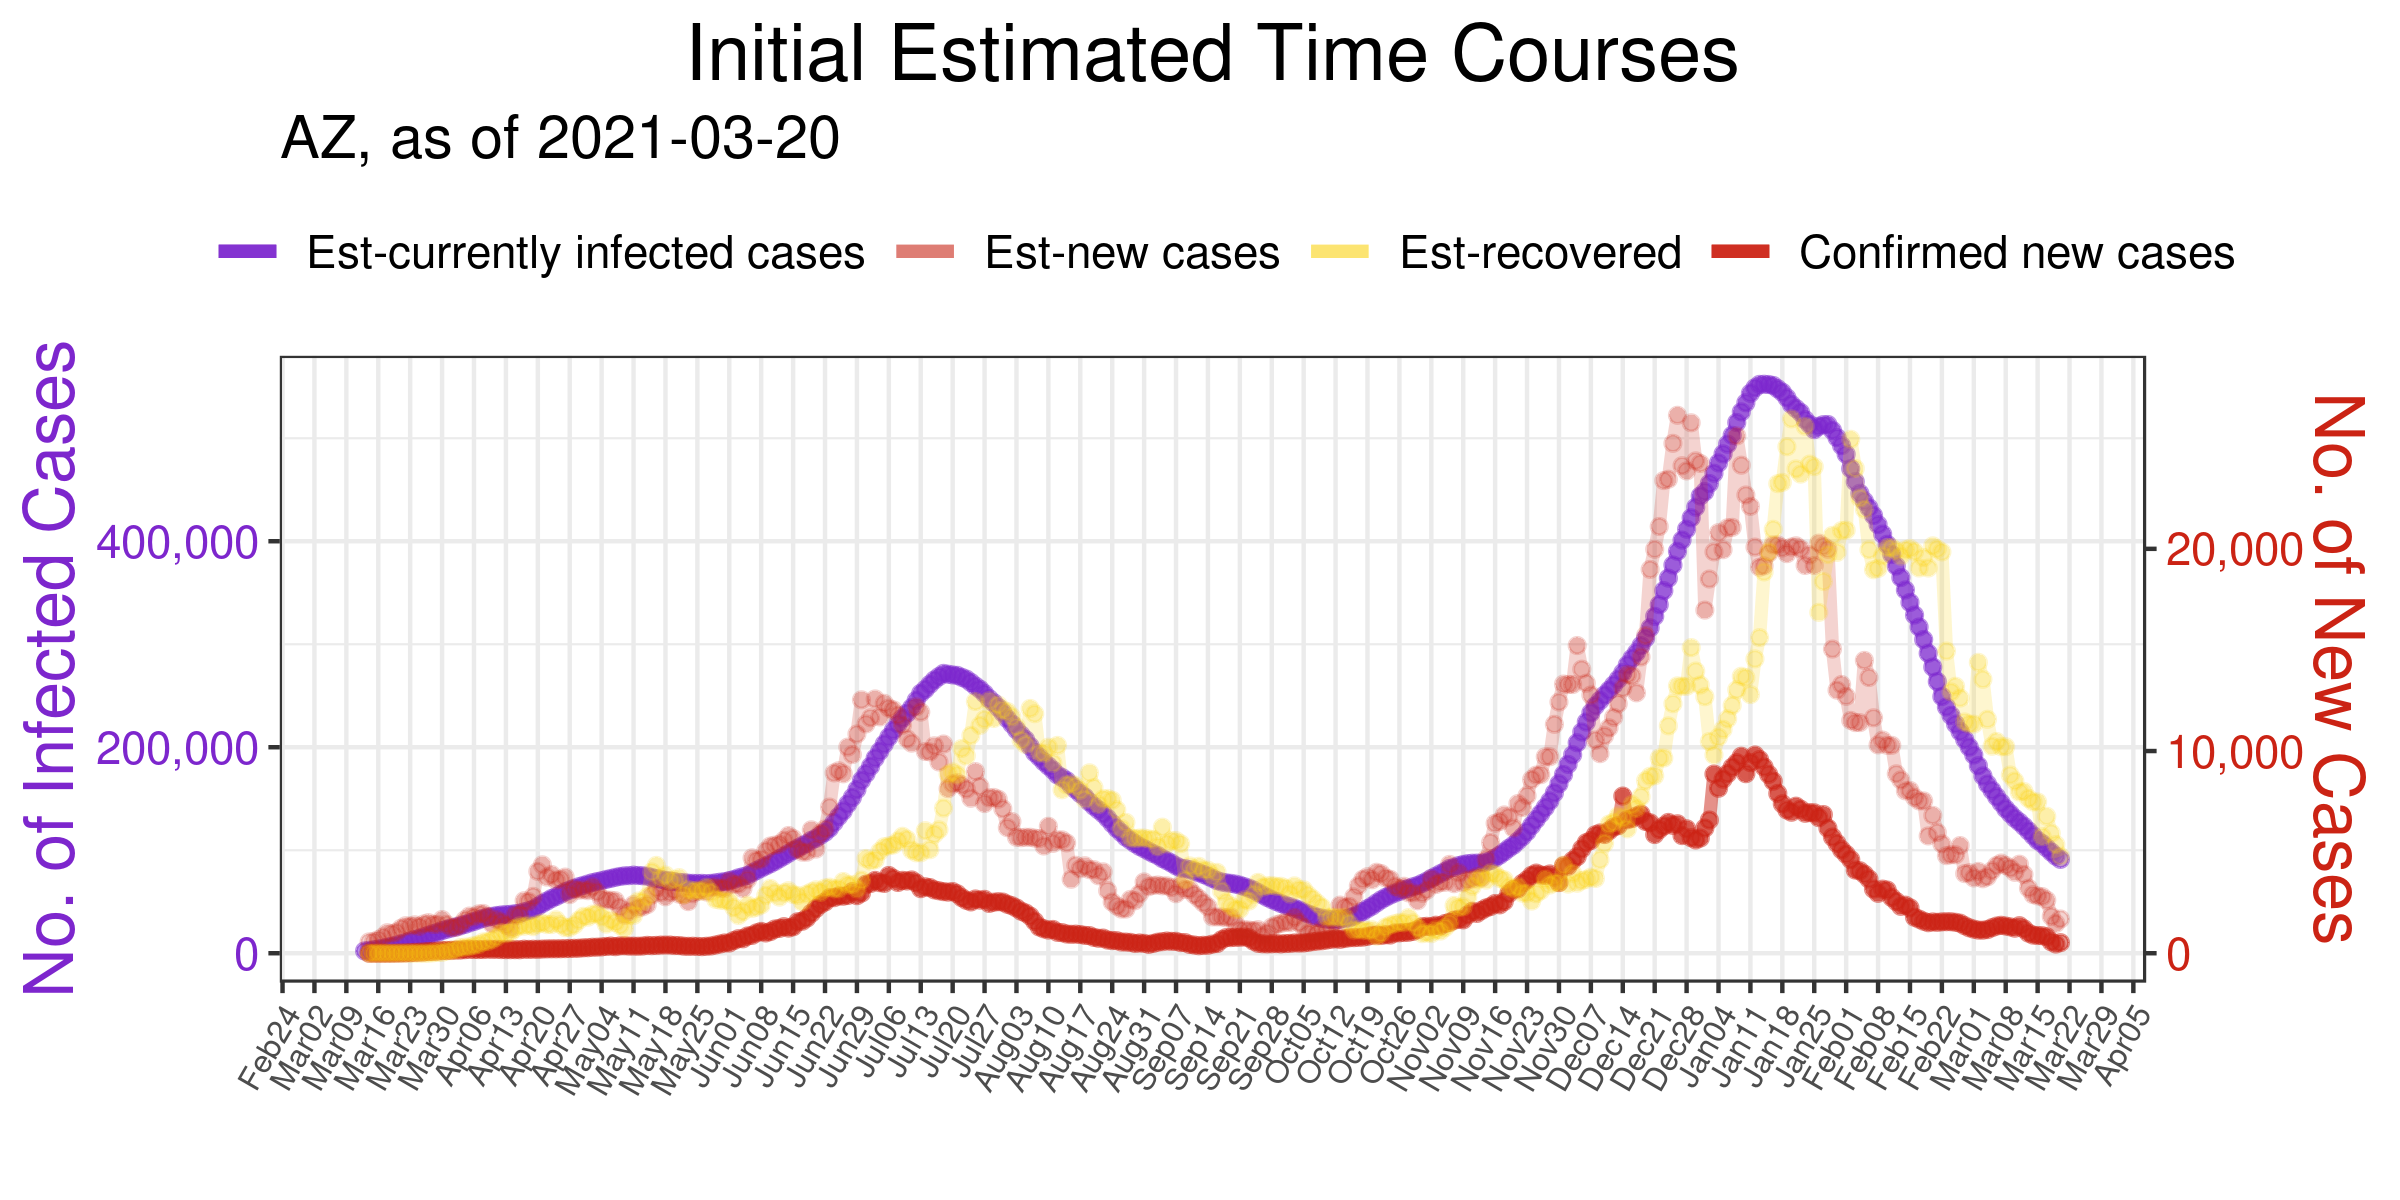 Initial Estimated Time Courses
AZ, as of 2021-03-20
Est-currently infected cases
Est-new cases
Est-recovered
Confirmed new cases
No. of Infected Cases
400,000
200,000
0
20,000
10,000
0
No. of New Cases
Feb24
Mar02
Mar09
Mar16
Mar23
Mar30
Apr06
Apr13
Apr20
Apr27
May04
May11
May18
May25
Jun01
Jun08
Jun15
Jun22
Jun29
Jul06
Jul13
Jul20
Jul27
Aug03
Aug10
Aug17
Aug24
Aug31
Sep07
Sep14
Sep21
Sep28
Oct05
Oct12
Oct19
Oct26
Nov02
Nov09
Nov16
Nov23
Nov30
Dec07
Dec14
Dec21
Dec28
Jan04
Jan11
Jan18
Jan25
Feb01
Feb08
Feb15
Feb22
Mar01
Mar08
Mar15
Mar22
Mar29
Apr05